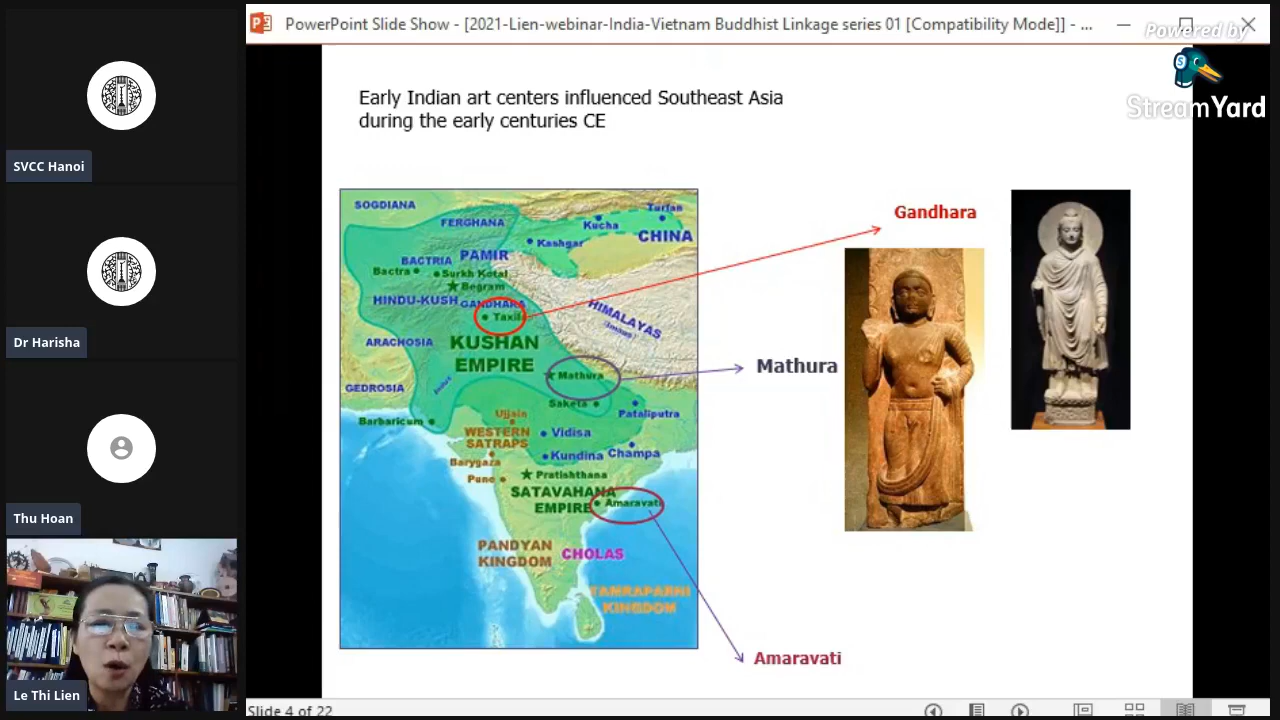 PowerPoint Slide Show - [2021-Lien-webinar-India-Vietnam Buddhist Linkage series 01 [Compatibility Mode]] - ...
Powered by
StreamYard
SVCC Hanoi
Dr Harisha
Thu Hoan
Le Thi Lien
Early Indian art centers influenced Southeast Asia
during the early centuries CE
SOGDIANA
FERGHANA
Turfan
Kucha
CHINA
Kashgar
PAMIR
BACTRIA
Bactra
Surkh Kotal
Begram
HINDU-KUSH
GANDHARA
Taxila
HIMALAYAS
ARACHOSIA
KUSHAN
EMPIRE
Mathura
GEDROSIA
Indus
Saketa
Pataliputra
Barbaricum
Ujjain
WESTERN
SATRAPS
Vidisa
Kundina
Champa
Barygaza
Pune
Pratishthana
SATAVAHANA
EMPIRE
Amaravati
PANDYAN
KINGDOM
CHOLAS
TAMRAPARNI
KINGDOM
Gandhara
Mathura
Amaravati
Slide 4 of 22